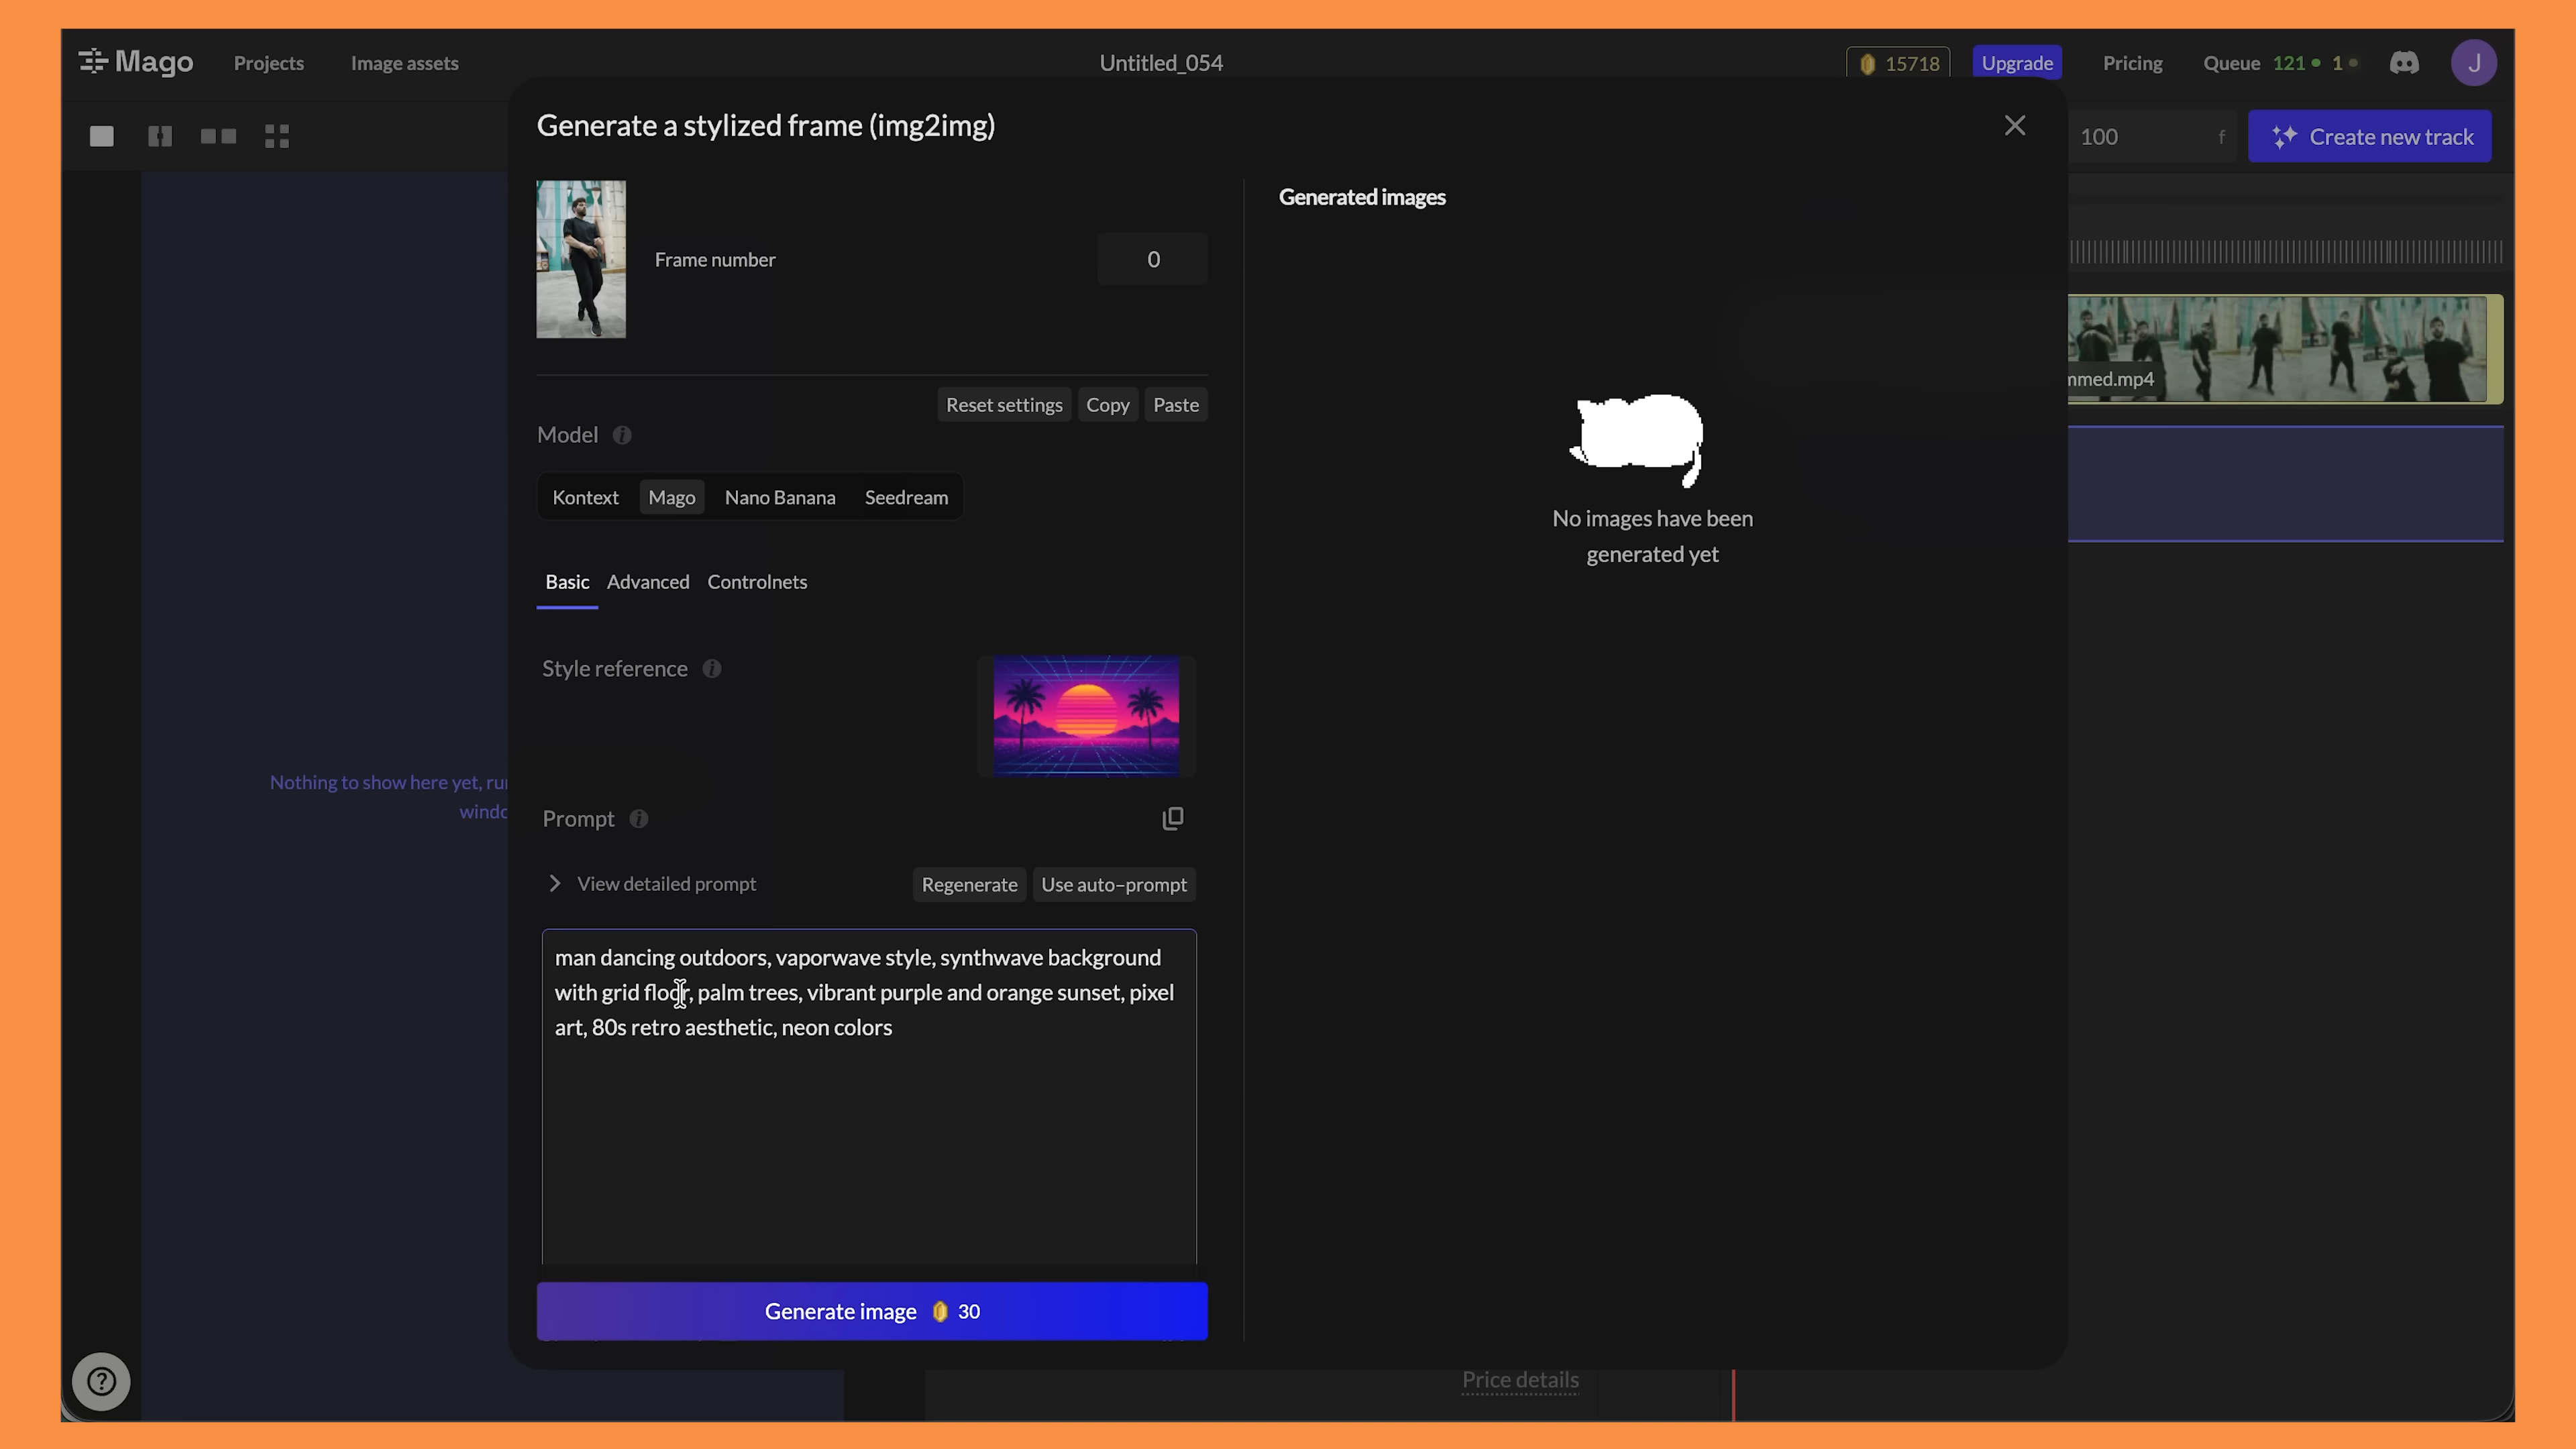 Mago
Projects
Image assets
Untitled_054
15718
Upgrade
Pricing
Queue 121 1
J
Generate a stylized frame (img2img)
100 f
Create new track
Frame number
0
Generated images
Reset settings
Copy
Paste
Model
Kontext
Mago
Nano Banana
Seedream
No images have been
generated yet
mmed.mp4
Basic
Advanced
Controlnets
Style reference
Nothing to show here yet, ru
windo
Prompt
View detailed prompt
Regenerate
Use auto-prompt
man dancing outdoors, vaporwave style, synthwave background
with grid floor, palm trees, vibrant purple and orange sunset, pixel
art, 80s retro aesthetic, neon colors
Generate image 30
Price details